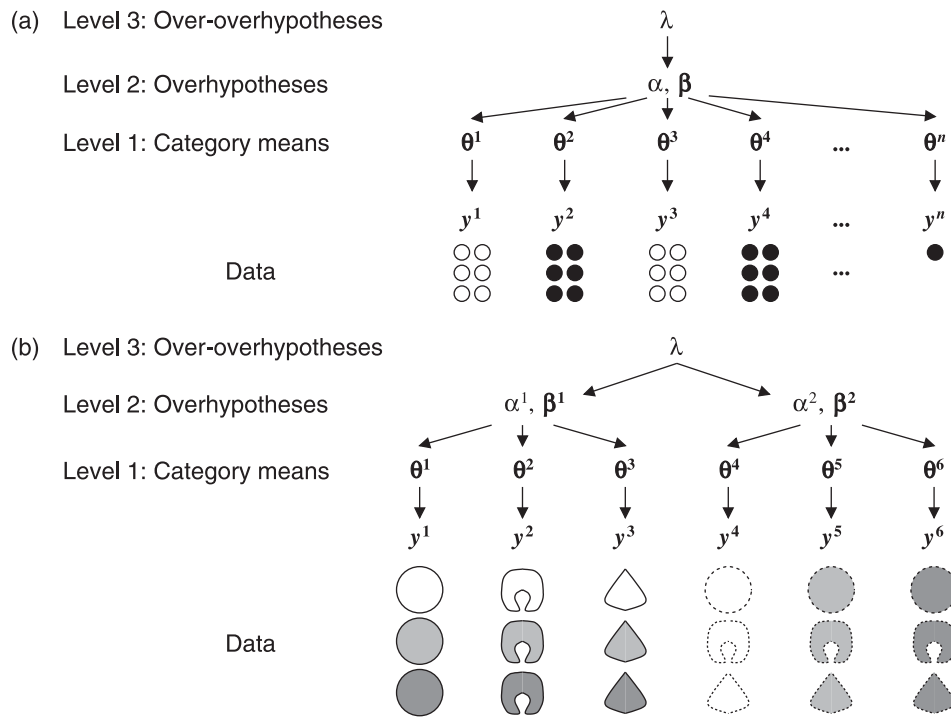 (a) Level 3: Over-overhypotheses λ
Level 2: Overhypotheses α, β
Level 1: Category means θ¹ θ² θ³ θ⁴ ... θⁿ
y¹ y² y³ y⁴ ... yⁿ
Data ...
(b) Level 3: Over-overhypotheses λ
Level 2: Overhypotheses α¹, β¹ α², β²
Level 1: Category means θ¹ θ² θ³ θ⁴ θ⁵ θ⁶
y¹ y² y³ y⁴ y⁵ y⁶
Data